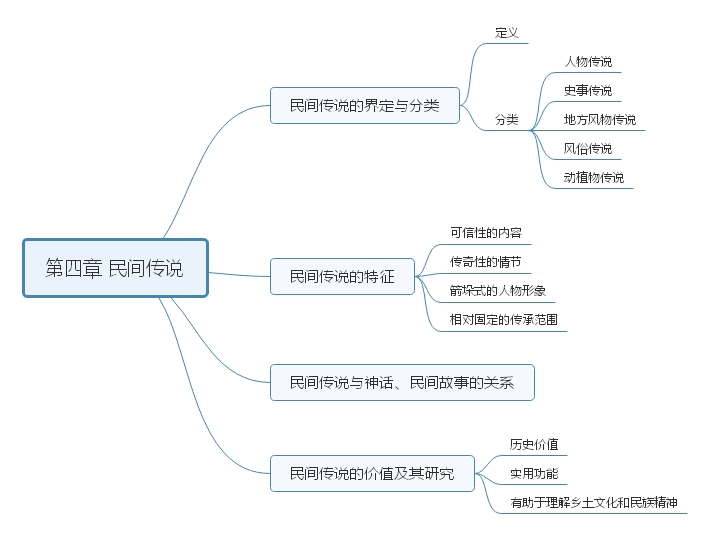 第四章 民间传说
民间传说的界定与分类
定义
分类
人物传说
史事传说
地方风物传说
风俗传说
动植物传说
民间传说的特征
可信性的内容
传奇性的情节
箭垛式的人物形象
相对固定的传承范围
民间传说与神话、民间故事的关系
民间传说的价值及其研究
历史价值
实用功能
有助于理解乡土文化和民族精神